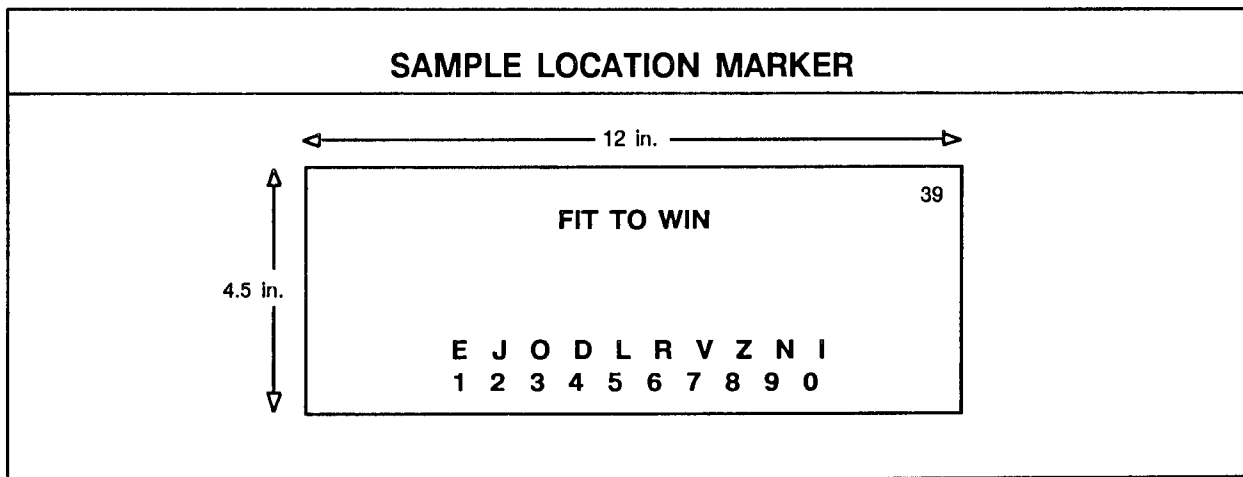 SAMPLE LOCATION MARKER
12 in.
39
FIT TO WIN
4.5 in.
E J O D L R V Z N I
1 2 3 4 5 6 7 8 9 0